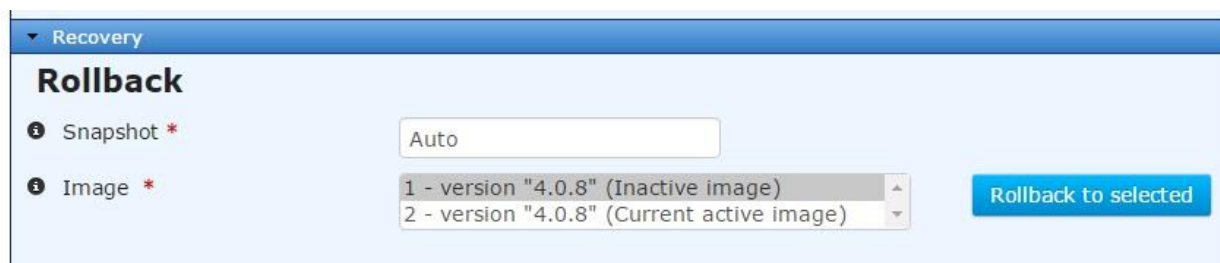 Recovery
Rollback
Snapshot *
Auto
Image *
1 - version "4.0.8" (Inactive image)
2 - version "4.0.8" (Current active image)
Rollback to selected